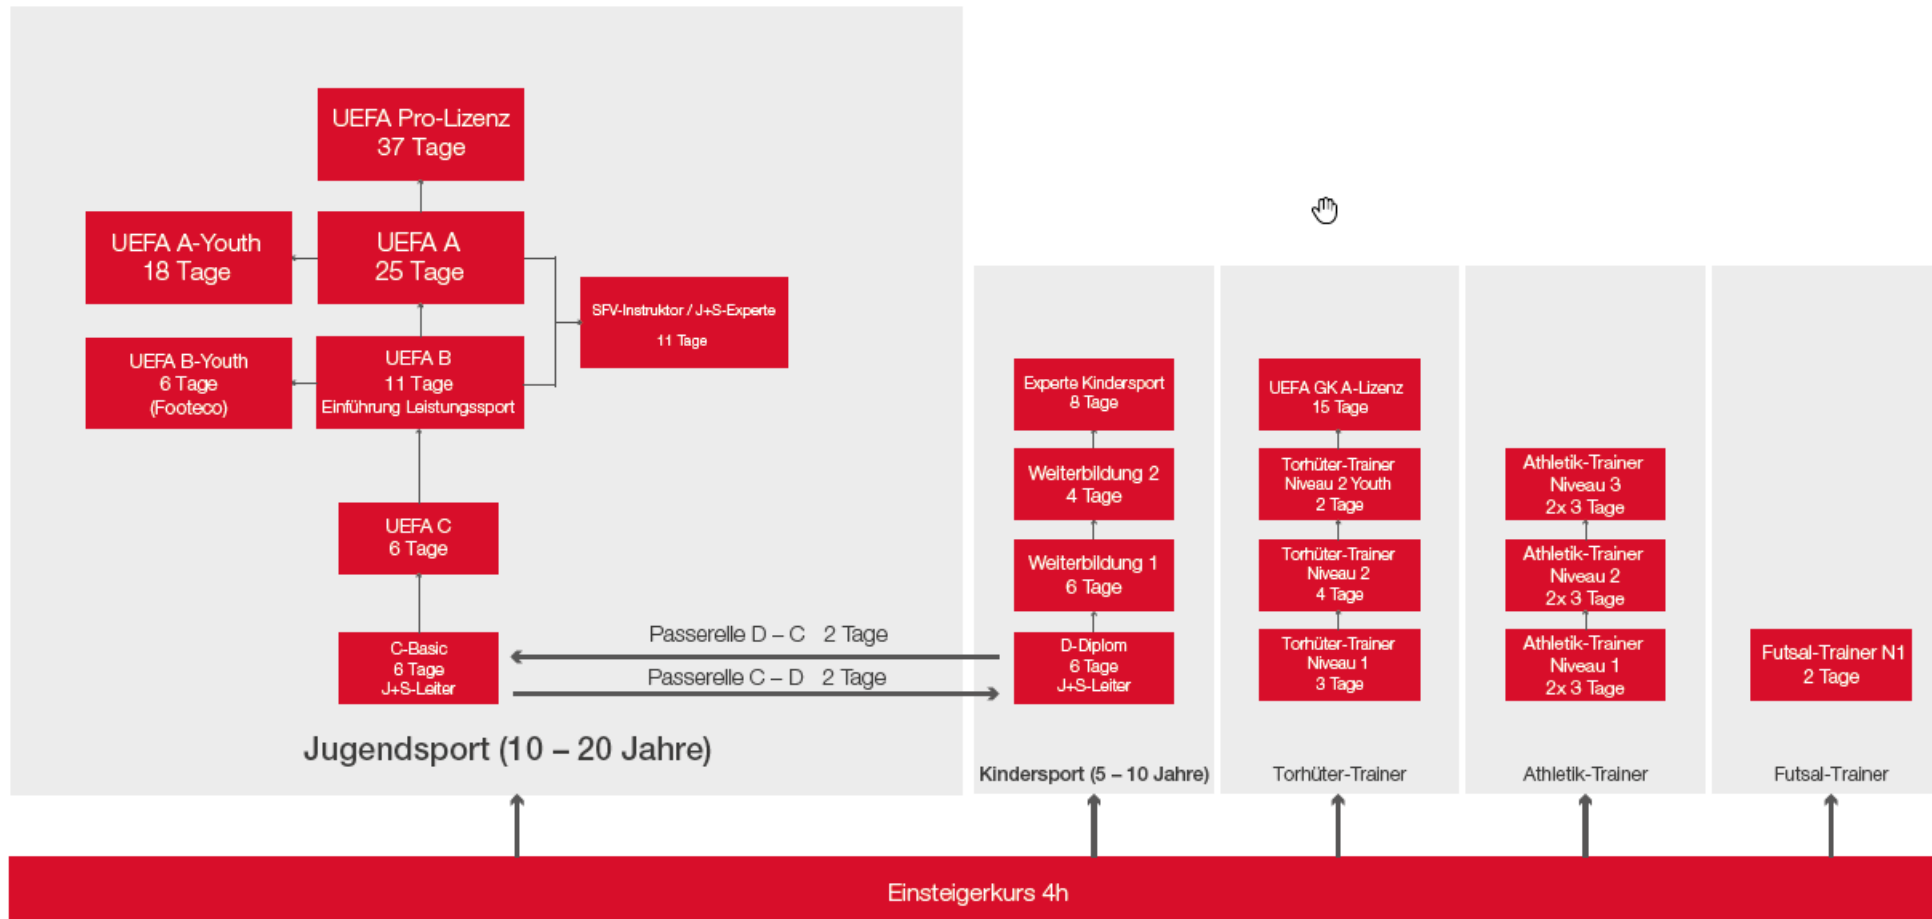 UEFA Pro-Lizenz
37 Tage
UEFA A-Youth
18 Tage
UEFA A
25 Tage
SFV-Instruktor / J+S-Experte
11 Tage
UEFA B-Youth
6 Tage
(Footeco)
UEFA B
11 Tage
Einführung Leistungssport
UEFA C
6 Tage
C-Basic
6 Tage
J+S-Leiter
Passerelle D – C 2 Tage
Passerelle C – D 2 Tage
Jugendsport (10 – 20 Jahre)
Experte Kindersport
8 Tage
Weiterbildung 2
4 Tage
Weiterbildung 1
6 Tage
D-Diplom
6 Tage
J+S-Leiter
Kindersport (5 – 10 Jahre)
UEFA GK A-Lizenz
15 Tage
Torhüter-Trainer
Niveau 2 Youth
2 Tage
Torhüter-Trainer
Niveau 2
4 Tage
Torhüter-Trainer
Niveau 1
3 Tage
Torhüter-Trainer
Athletik-Trainer
Niveau 3
2x 3 Tage
Athletik-Trainer
Niveau 2
2x 3 Tage
Athletik-Trainer
Niveau 1
2x 3 Tage
Athletik-Trainer
Futsal-Trainer N1
2 Tage
Futsal-Trainer
Einsteigerkurs 4h